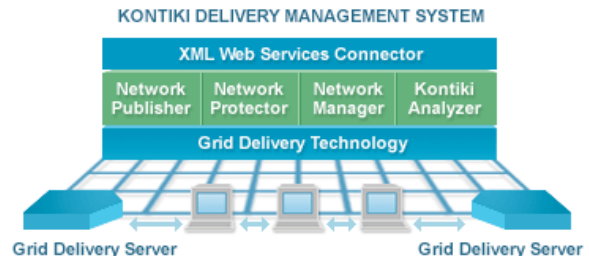 KONTIKI DELIVERY MANAGEMENT SYSTEM
XML Web Services Connector
Network Publisher
Network Protector
Network Manager
Kontiki Analyzer
Grid Delivery Technology
Grid Delivery Server
Grid Delivery Server